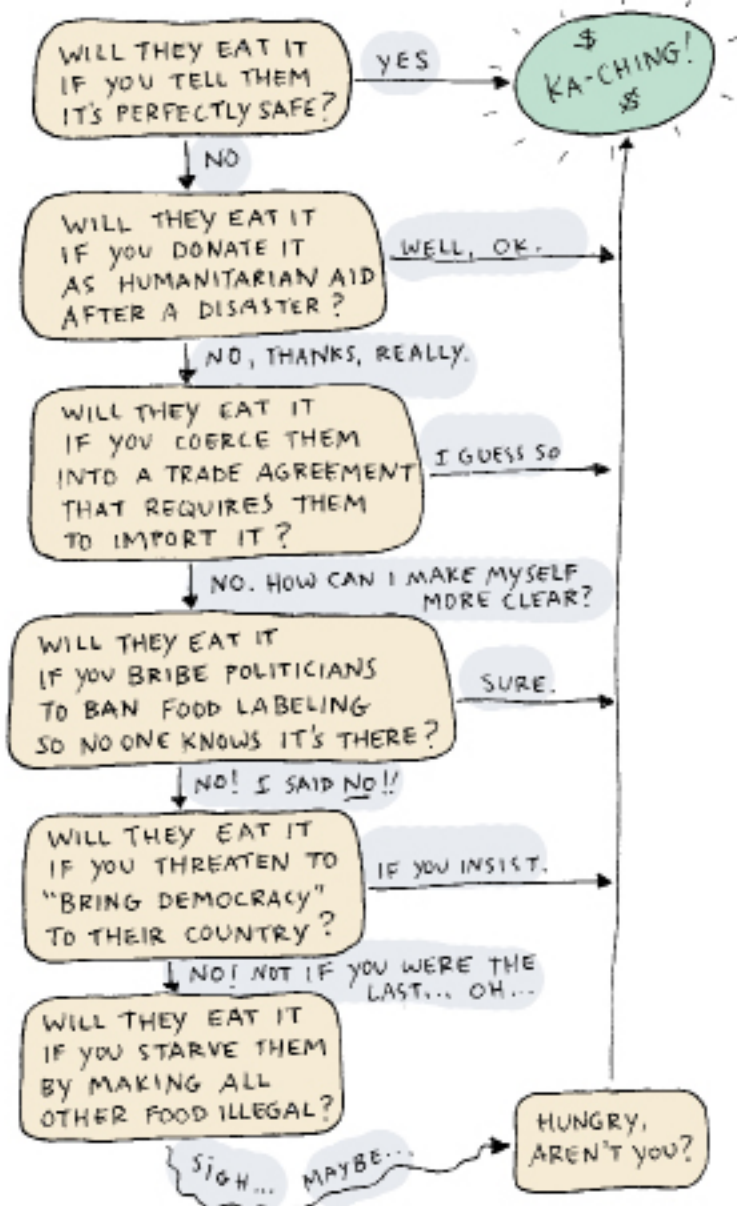 WILL THEY EAT IT
IF YOU TELL THEM
IT'S PERFECTLY SAFE?
YES
$
KA-CHING!
$
NO
WILL THEY EAT IT
IF YOU DONATE IT
AS HUMANITARIAN AID
AFTER A DISASTER?
WELL, OK.
NO, THANKS, REALLY.
WILL THEY EAT IT
IF YOU COERCE THEM
INTO A TRADE AGREEMENT
THAT REQUIRES THEM
TO IMPORT IT?
I GUESS SO
NO. HOW CAN I MAKE MYSELF
MORE CLEAR?
WILL THEY EAT IT
IF YOU BRIBE POLITICIANS
TO BAN FOOD LABELING
SO NO ONE KNOWS IT'S THERE?
SURE.
NO! I SAID NO!!
WILL THEY EAT IT
IF YOU THREATEN TO
"BRING DEMOCRACY"
TO THEIR COUNTRY?
IF YOU INSIST.
NO! NOT IF YOU WERE THE
LAST... OH...
WILL THEY EAT IT
IF YOU STARVE THEM
BY MAKING ALL
OTHER FOOD ILLEGAL?
SIGH... MAYBE...
HUNGRY,
AREN'T YOU?